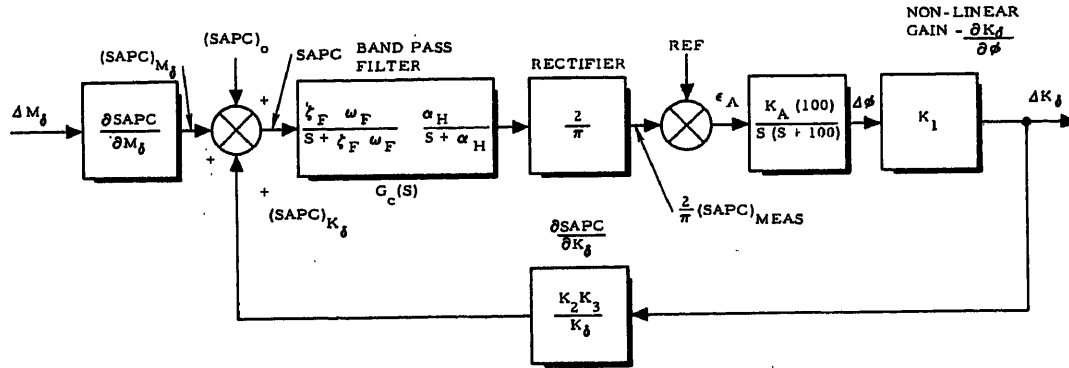 NON-LINEAR
GAIN - ∂K_δ / ∂ϕ
(SAPC)_o
(SAPC)_M_δ
SAPC
BAND PASS
FILTER
RECTIFIER
REF
ΔM_δ
∂SAPC / ∂M_δ
+
+
+
ζ_F ω_F / S + ζ_F ω_F
α_H / S + α_H
2 / π
ϵ_A
K_A (100) / S (S + 100)
Δϕ
K_1
ΔK_δ
G_c(S)
(SAPC)_K_δ
2/π (SAPC)_MEAS
∂SAPC / ∂K_δ
K_2 K_3 / K_δ